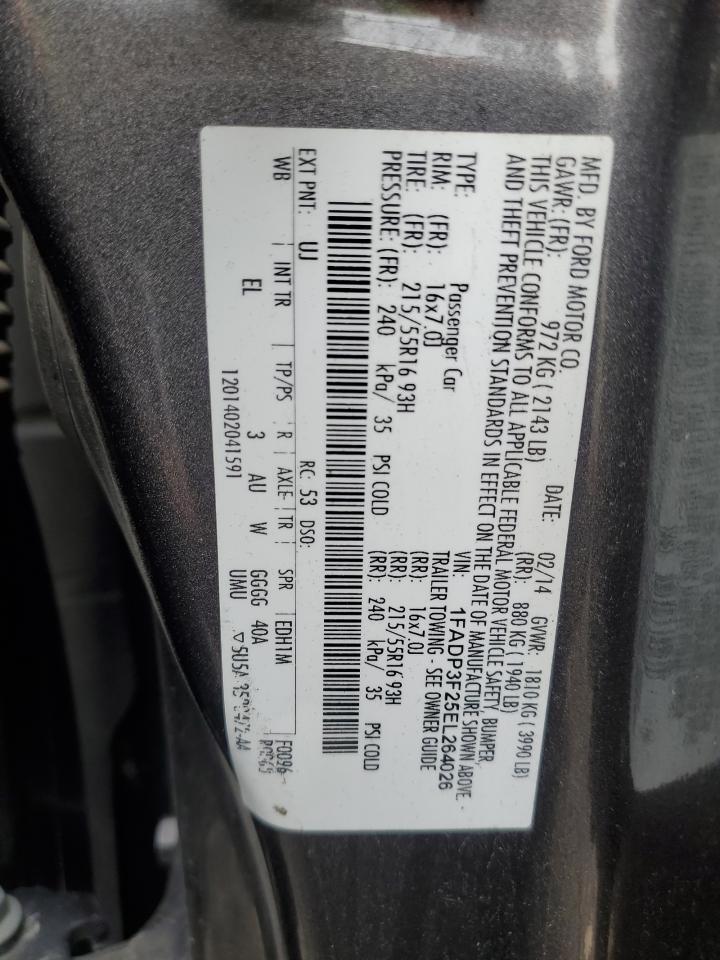 MFD. BY FORD MOTOR CO.
DATE: 02/14 GVWR: 1810 KG ( 3990 LB)
GAWR: (FR): 972 KG ( 2143 LB) (RR): 880 KG ( 1940 LB)
THIS VEHICLE CONFORMS TO ALL APPLICABLE FEDERAL MOTOR VEHICLE SAFETY, BUMPER,
AND THEFT PREVENTION STANDARDS IN EFFECT ON THE DATE OF MANUFACTURE SHOWN ABOVE.
VIN: 1FADP3F25EL264026
TYPE: Passenger Car TRAILER TOWING - SEE OWNER GUIDE
RIM: (FR): 16x7.0J (RR): 16x7.0J
TIRE: (FR): 215/55R16 93H (RR): 215/55R16 93H
PRESSURE: (FR): 240 kPa/ 35 PSI COLD (RR): 240 kPa/ 35 PSI COLD
EXT PNT: UJ RC: 53 DSO:
WB INT TR TP/PS R AXLE TR SPR EDH1M
EL 3 AU W GGGG 40A
1201402041591 UMU